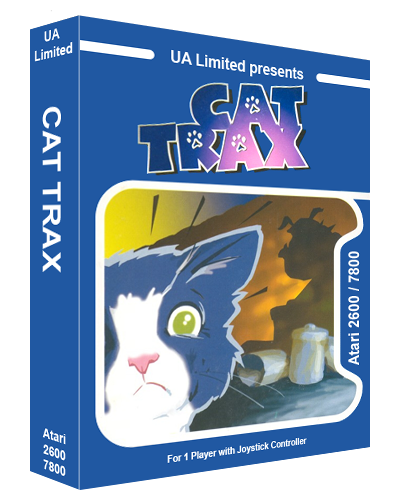 UA
Limited
CAT TRAX
Atari
2600
7800
UA Limited presents
CAT
TRAX
Atari 2600 / 7800
For 1 Player with Joystick Controller